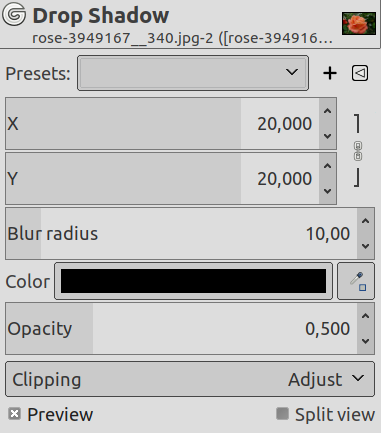 Drop Shadow
rose-3949167__340.jpg-2 ([rose-394916...
Presets:
X 20,000
Y 20,000
Blur radius 10,00
Color
Opacity 0,500
Clipping Adjust
Preview Split view